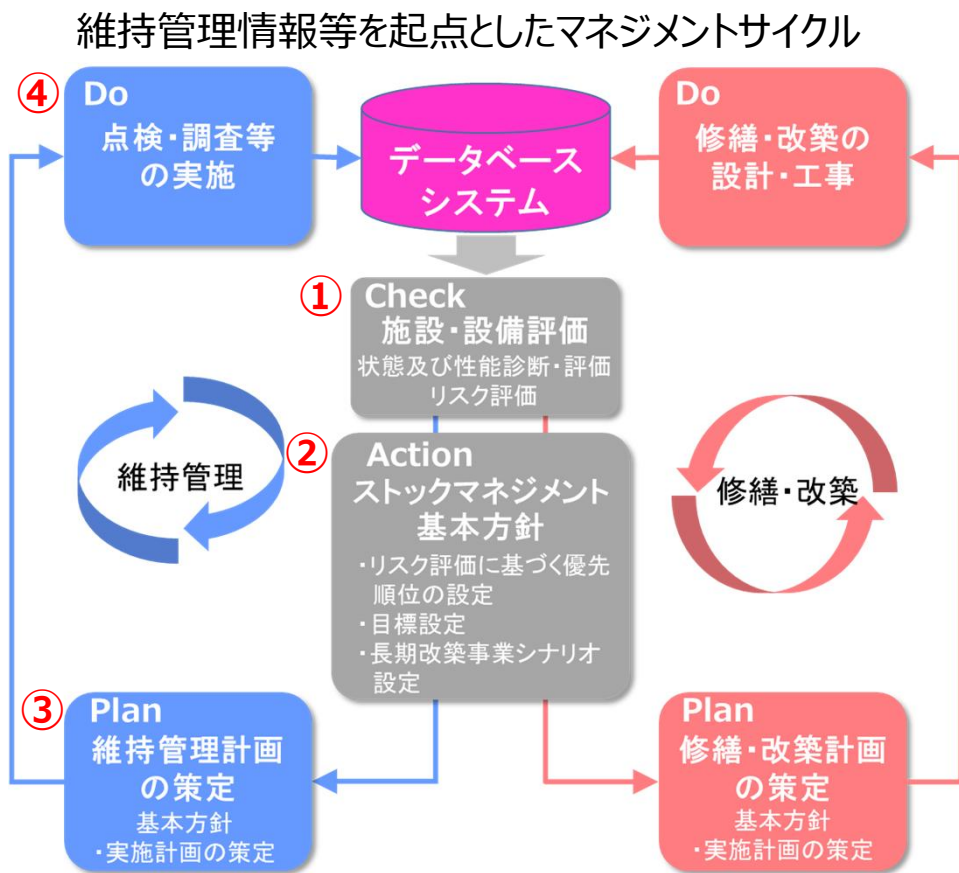 維持管理情報等を起点としたマネジメントサイクル
④
Do
点検・調査等
の実施
データベース
システム
Do
修繕・改築の
設計・工事
①
Check
施設・設備評価
状態及び性能診断・評価
リスク評価
維持管理
②
Action
ストックマネジメント
基本方針
・リスク評価に基づく優先
順位の設定
・目標設定
・長期改築事業シナリオ
設定
修繕・改築
③
Plan
維持管理計画
の策定
基本方針
・実施計画の策定
Plan
修繕・改築計画
の策定
基本方針
・実施計画の策定